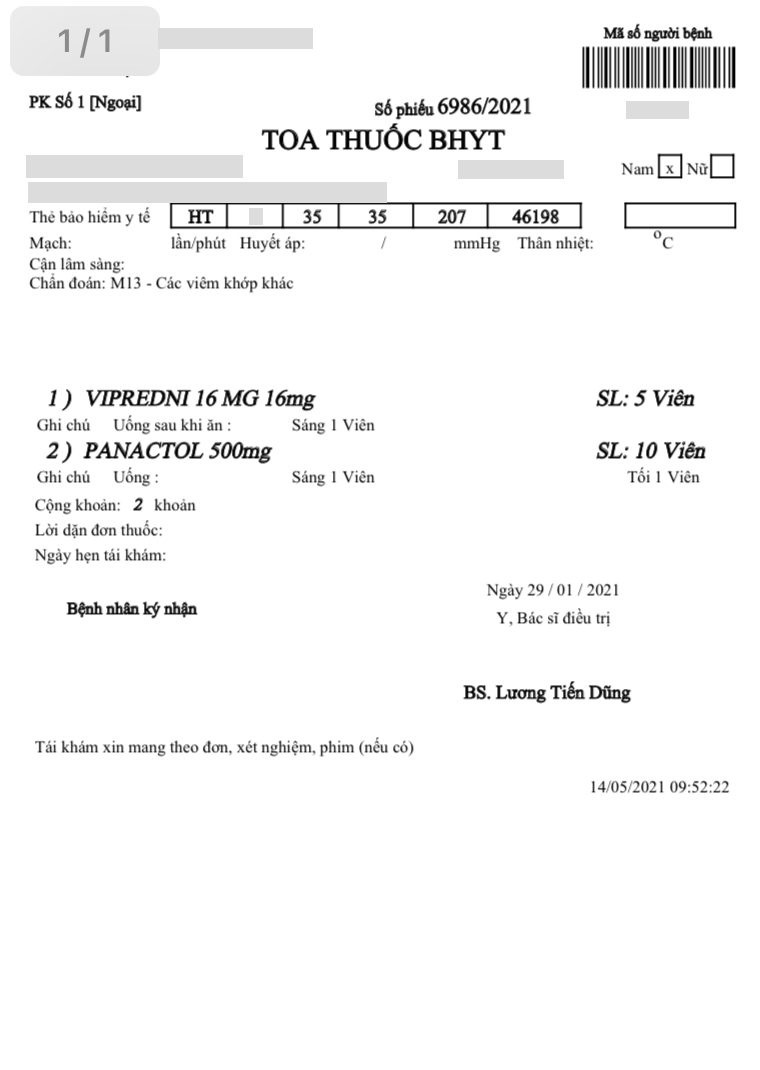 1/1
Mã số người bệnh
PK Số 1 [Ngoại]
Số phiếu 6986/2021
TOA THUỐC BHYT
Nam x Nữ
Thẻ bảo hiểm y tế HT 35 35 207 46198
Mạch: lần/phút Huyết áp: / mmHg Thân nhiệt: °C
Cận lâm sàng:
Chẩn đoán: M13 - Các viêm khớp khác
1 ) VIPREDNI 16 MG 16mg SL: 5 Viên
Ghi chú Uống sau khi ăn : Sáng 1 Viên
2 ) PANACTOL 500mg SL: 10 Viên
Ghi chú Uống : Sáng 1 Viên Tối 1 Viên
Cộng khoản: 2 khoản
Lời dặn đơn thuốc:
Ngày hẹn tái khám:
Ngày 29 / 01 / 2021
Bệnh nhân ký nhận
Y, Bác sĩ điều trị
BS. Lương Tiến Dũng
Tái khám xin mang theo đơn, xét nghiệm, phim (nếu có)
14/05/2021 09:52:22